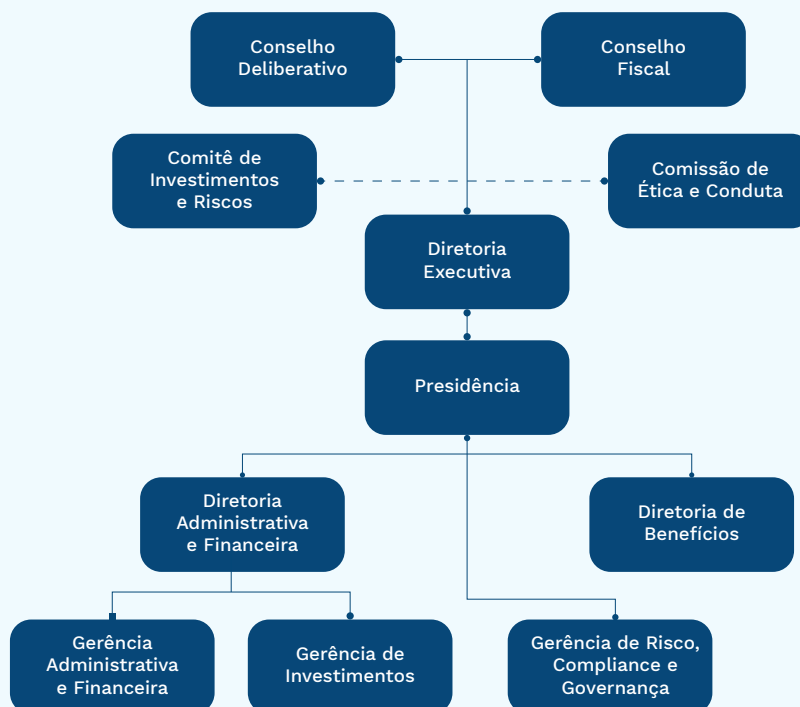 Conselho
Deliberativo
Conselho
Fiscal
Comitê de
Investimentos
e Riscos
Comissão de
Ética e Conduta
Diretoria
Executiva
Presidência
Diretoria
Administrativa
e Financeira
Diretoria de
Benefícios
Gerência
Administrativa
e Financeira
Gerência de
Investimentos
Gerência de Risco,
Compliance e
Governança